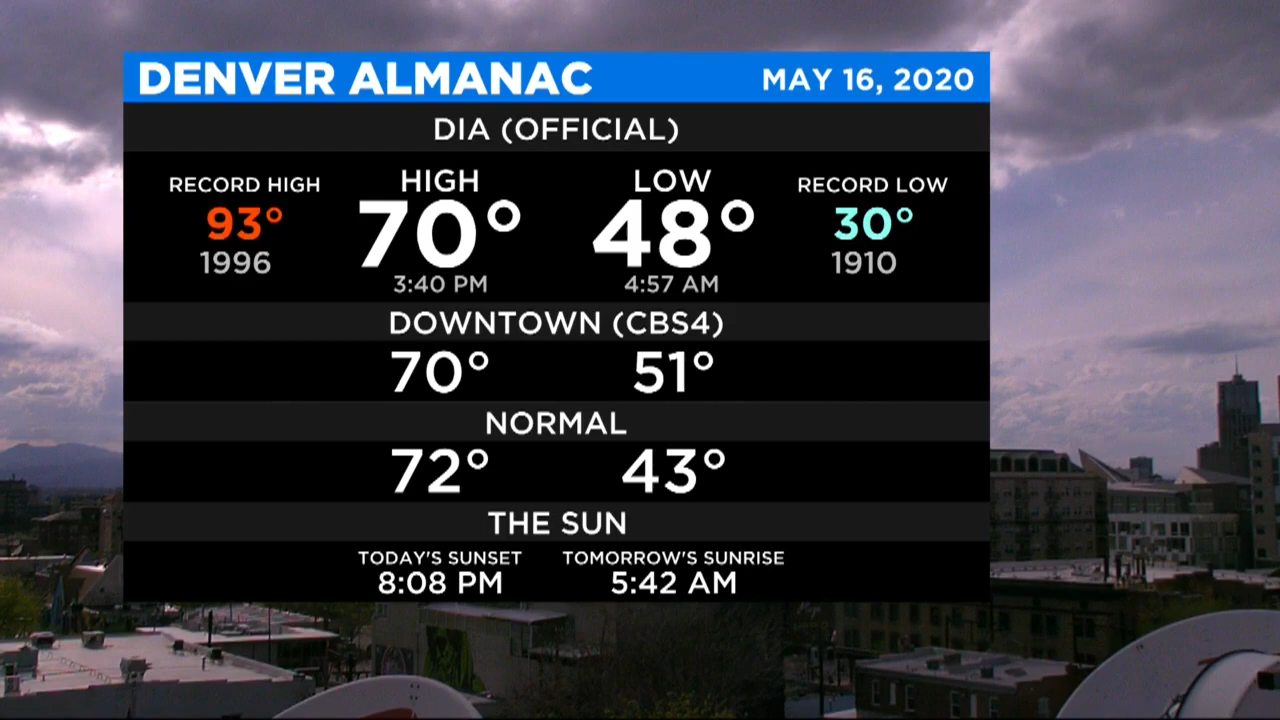 DENVER ALMANAC MAY 16, 2020
DIA (OFFICIAL)
RECORD HIGH HIGH LOW RECORD LOW
93° 70° 48° 30°
1996 3:40 PM 4:57 AM 1910
DOWNTOWN (CBS4)
70° 51°
NORMAL
72° 43°
THE SUN
TODAY'S SUNSET TOMORROW'S SUNRISE
8:08 PM 5:42 AM